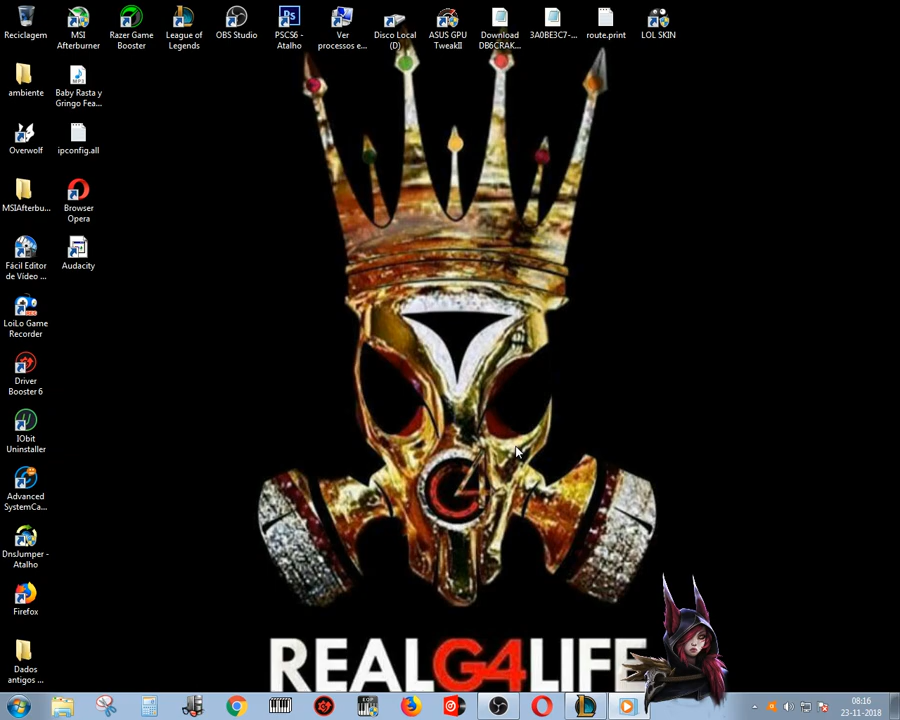 Reciclagem
MSI
Afterburner
Razer Game
Booster
League of
Legends
OBS Studio
PSCS6 -
Atalho
Ver
processos e...
Disco Local
(D)
ASUS GPU
TweakII
Download
DB6CRAK...
3A0BE3C7-...
route.print
LOL SKIN
ambiente
Baby Rasta y
Gringo Fea...
Overwolf
ipconfig.all
MSIAfterbu...
Browser
Opera
Fácil Editor
de Vídeo ...
Audacity
LoiLo Game
Recorder
Driver
Booster 6
IObit
Uninstaller
Advanced
SystemCa...
DnsJumper -
Atalho
Firefox
Dados
antigos ...
G4
REALG4LIFE
08:16
23-11-2018